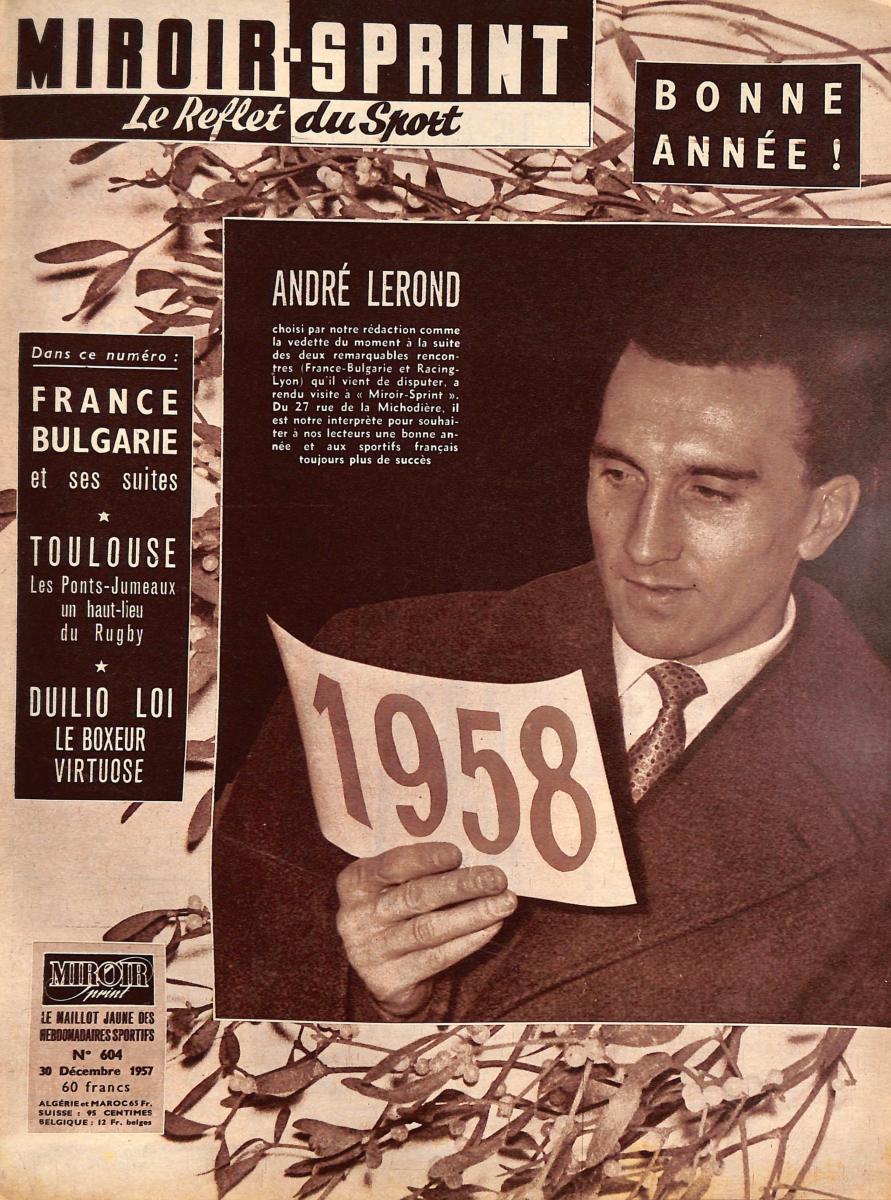 MIROIR-SPRINT
Le Reflet du Sport
BONNE
ANNÉE !
ANDRÉ LEROND
choisi par notre rédaction comme
la vedette du moment à la suite
des deux remarquables rencon-
tres (France-Bulgarie et Racing-
Lyon) qu'il vient de disputer, a
rendu visite à « Miroir-Sprint ».
Du 27 rue de la Michodière, il
est notre interprète pour souhai-
ter à nos lecteurs une bonne an-
née et aux sportifs français
toujours plus de succès
Dans ce numéro :
FRANCE
BULGARIE
et ses suites
TOULOUSE
Les Ponts-Jumeaux
un haut-lieu
du Rugby
DUILIO LOI
LE BOXEUR
VIRTUOSE
1958
MIROIR
Sprint
LE MAILLOT JAUNE DES
HEBDOMADAIRES SPORTIFS
N° 604
30 Décembre 1957
60 francs
ALGÉRIE et MAROC 65 Fr.
SUISSE : 95 CENTIMES
BELGIQUE : 12 Fr. belges